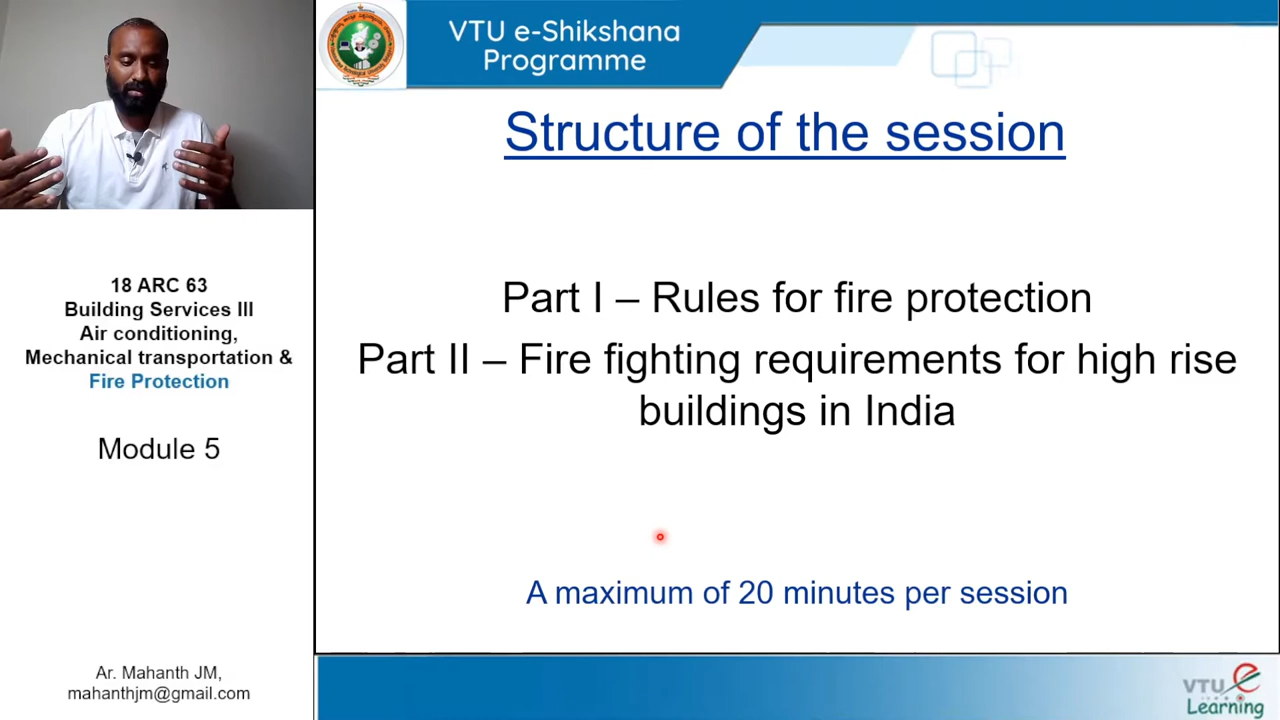 VTU e-Shikshana
Programme
Structure of the session
Part I – Rules for fire protection
Part II – Fire fighting requirements for high rise
buildings in India
A maximum of 20 minutes per session
18 ARC 63
Building Services III
Air conditioning,
Mechanical transportation &
Fire Protection
Module 5
Ar. Mahanth JM,
mahanthjm@gmail.com
VTU e
Learning